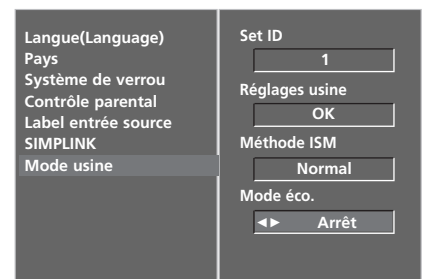 Langue(Language)
Pays
Système de verrou
Contrôle parental
Label entrée source
SIMPLINK
Mode usine
Set ID
1
Réglages usine
OK
Méthode ISM
Normal
Mode éco.
◄► Arrêt